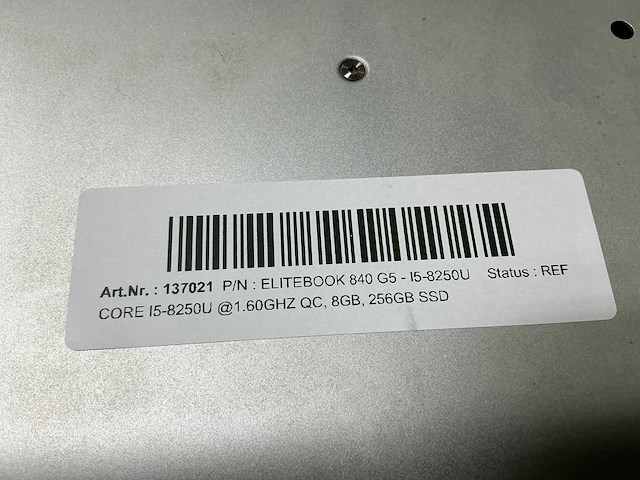 Art.Nr. : 137021 P/N : ELITEBOOK 840 G5 - I5-8250U Status : REF
CORE I5-8250U @1.60GHZ QC, 8GB, 256GB SSD